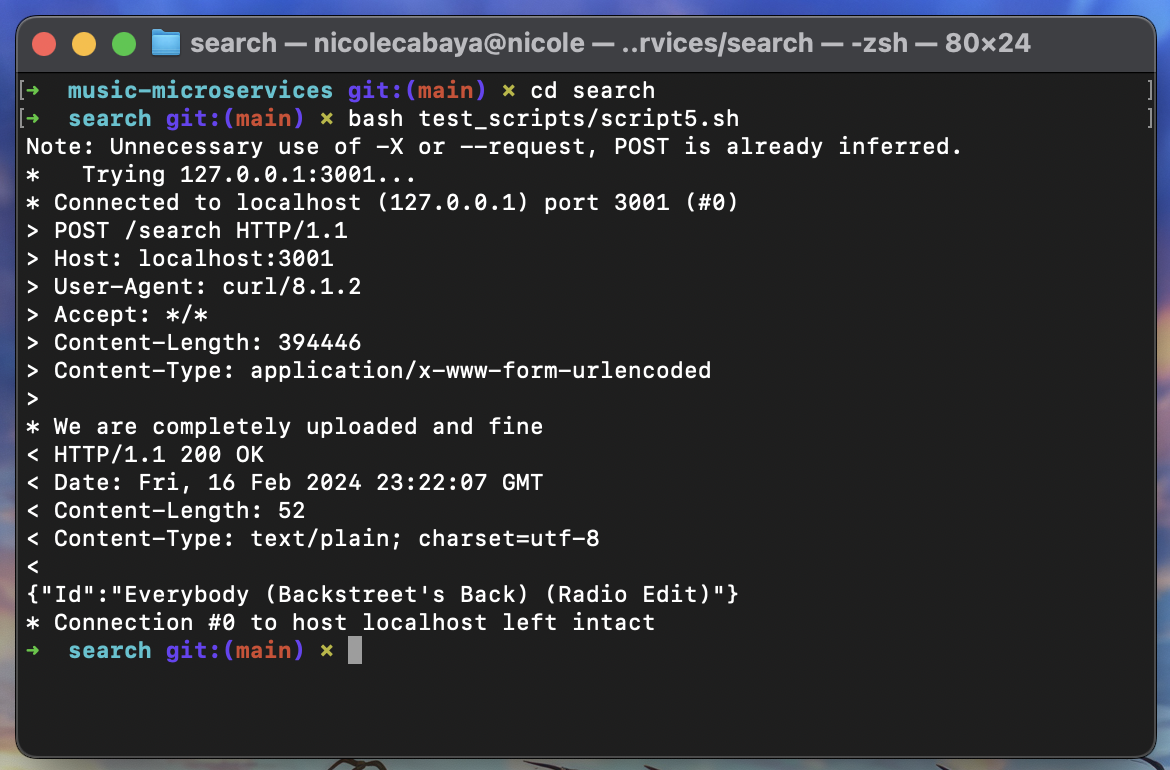 search — nicolecabaya@nicole — ..rvices/search — -zsh — 80×24
[➜  music-microservices git:(main) ✗ cd search ]
[➜  search git:(main) ✗ bash test_scripts/script5.sh ]
Note: Unnecessary use of -X or --request, POST is already inferred.
*   Trying 127.0.0.1:3001...
* Connected to localhost (127.0.0.1) port 3001 (#0)
> POST /search HTTP/1.1
> Host: localhost:3001
> User-Agent: curl/8.1.2
> Accept: */*
> Content-Length: 394446
> Content-Type: application/x-www-form-urlencoded
>
* We are completely uploaded and fine
< HTTP/1.1 200 OK
< Date: Fri, 16 Feb 2024 23:22:07 GMT
< Content-Length: 52
< Content-Type: text/plain; charset=utf-8
<
{"Id":"Everybody (Backstreet's Back) (Radio Edit)"}
* Connection #0 to host localhost left intact
➜  search git:(main) ✗